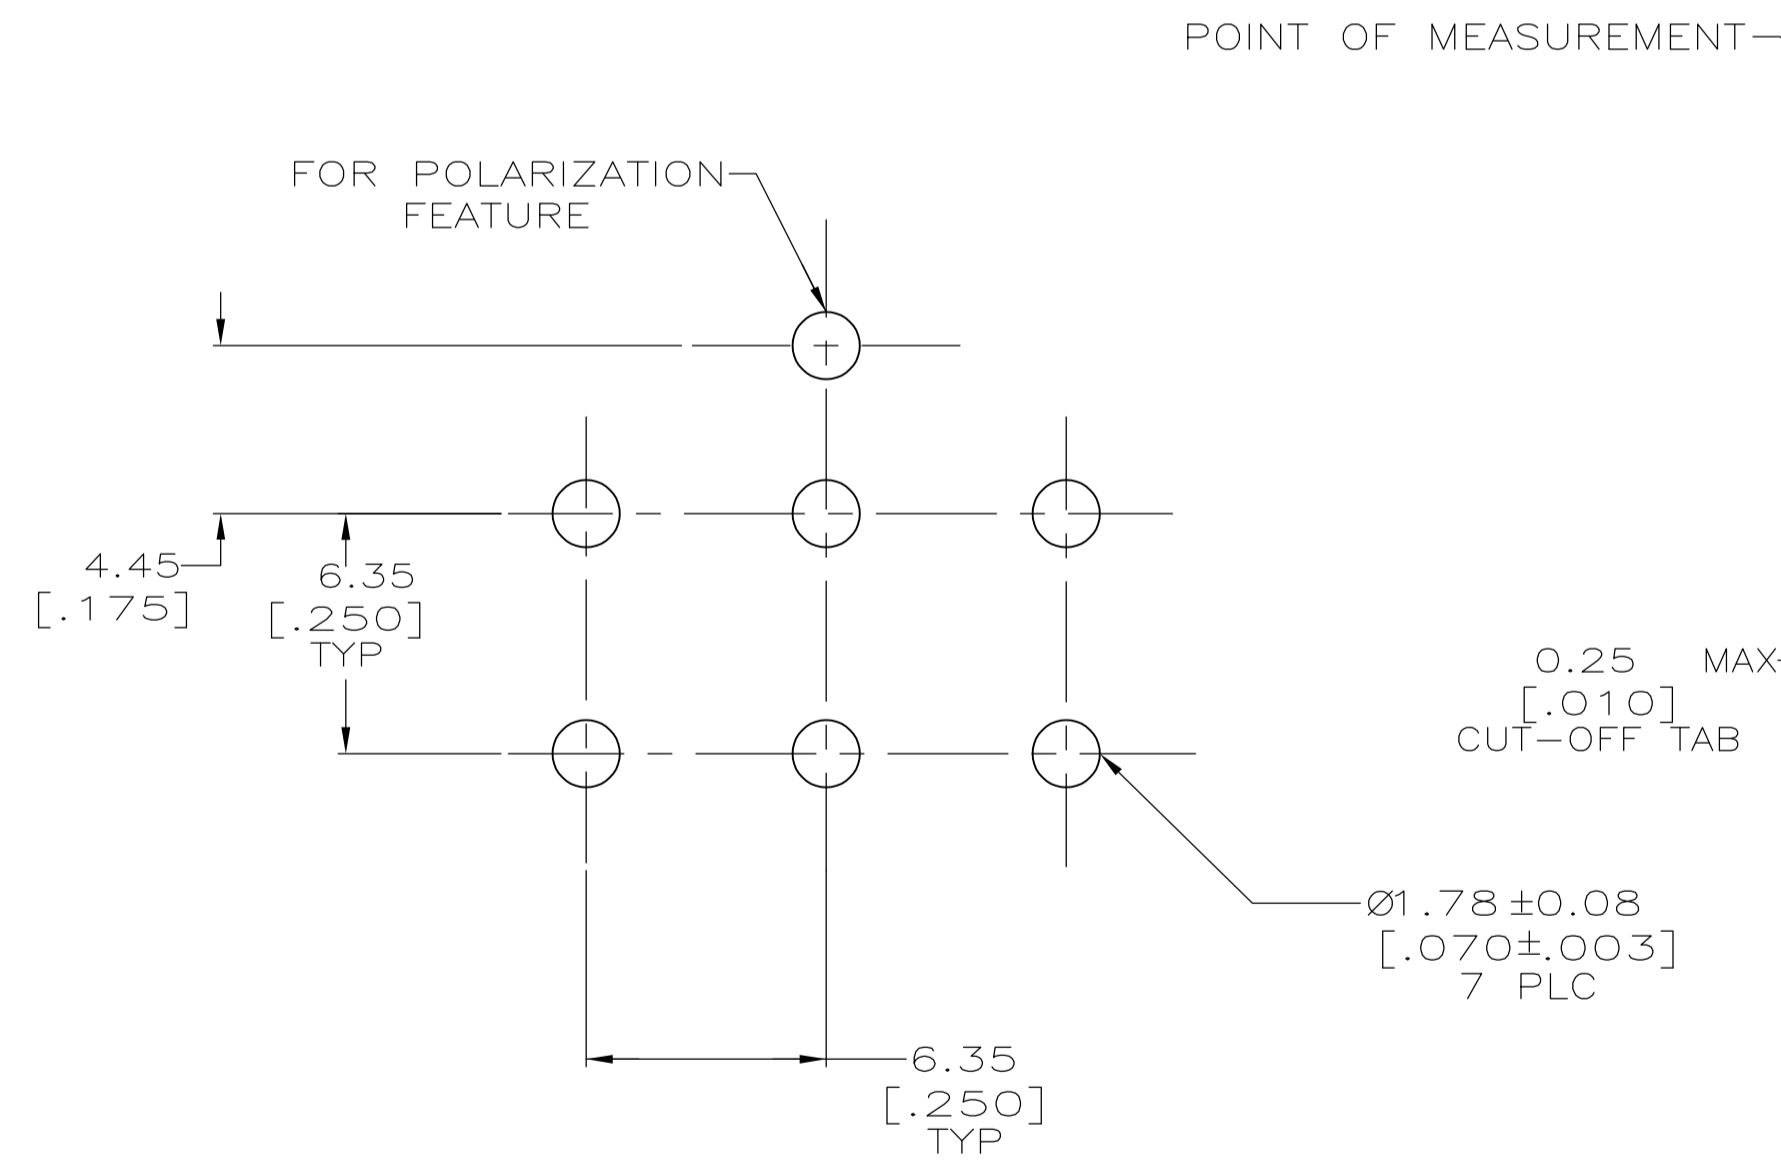 POINT OF MEASUREMENT
FOR POLARIZATION
FEATURE
4.45
[.175]
6.35
[.250]
TYP
0.25 MAX
[.010]
CUT-OFF TAB
Ø1.78±0.08
[.070±.003]
7 PLC
6.35
[.250]
TYP